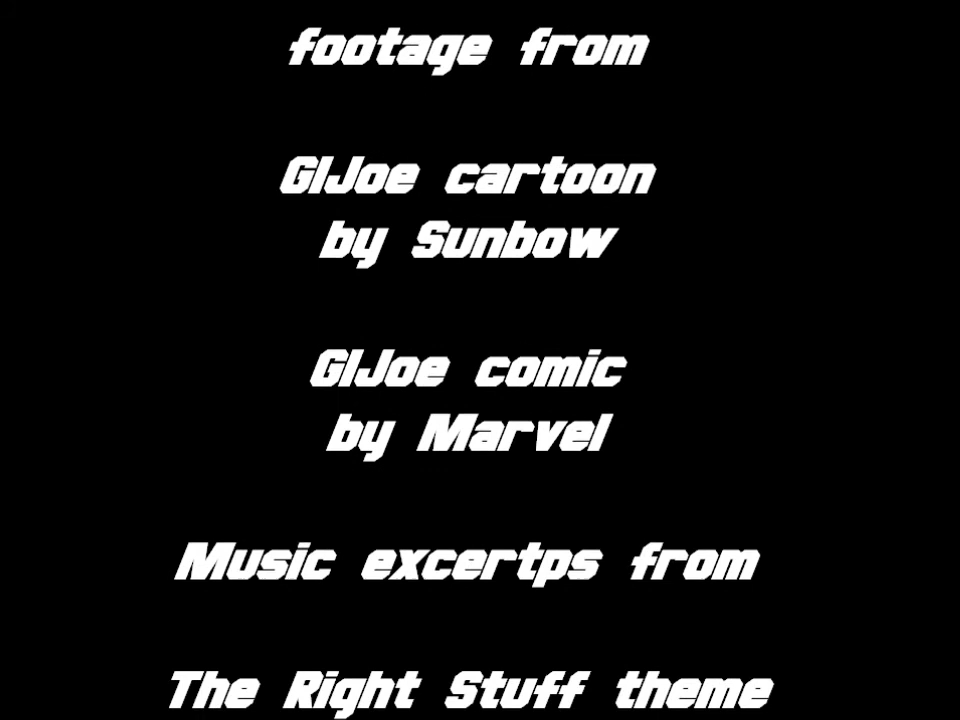 footage from
GIJoe cartoon
by Sunbow
GIJoe comic
by Marvel
Music excertps from
The Right Stuff theme